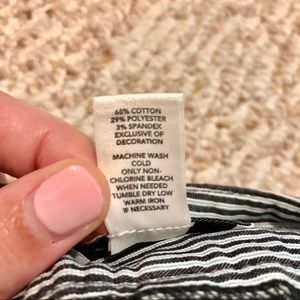 68% COTTON
29% POLYESTER
3% SPANDEX
EXCLUSIVE OF
DECORATION
MACHINE WASH
COLD
ONLY NON-
CHLORINE BLEACH
WHEN NEEDED
TUMBLE DRY LOW
WARM IRON
IF NECESSARY